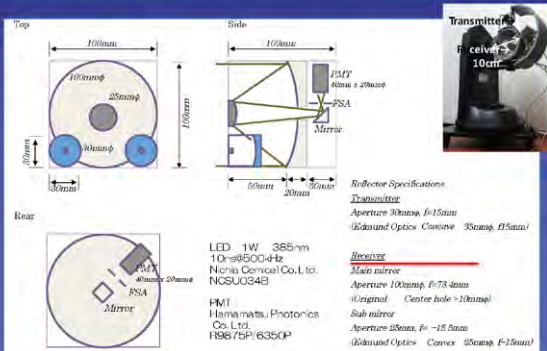 Top
Side
Transmitter
Receiver
10cm
100mm
100mm
100mmϕ
25mmϕ
30mmϕ
100mm
30mm
30mm
PMT
40mm x 20mmϕ
FSA
Mirror
50mm
20mm
30mm
Rear
PMT
40mm x 20mmϕ
FSA
Mirror
LED 1W 385nm
10ns@500kHz
Nichia Cemical Co. Ltd.
NCSU034B
PMT
Hamamatsu Photonics
Co. Ltd.
R9875P/6350P
Reflector Specifications
Transmitter
Aperture 30mmϕ, f=15mm
(Edmund Optics Concave 35mmϕ, f15mm)
Receiver
Main mirror
Aperture 100mmϕ, f=73.4mm
(Original Center hole >10mmϕ)
Sub mirror
Aperture 25mm, f= -15.5mm
(Edmund Optics Convex 25mmϕ, f-15mm)